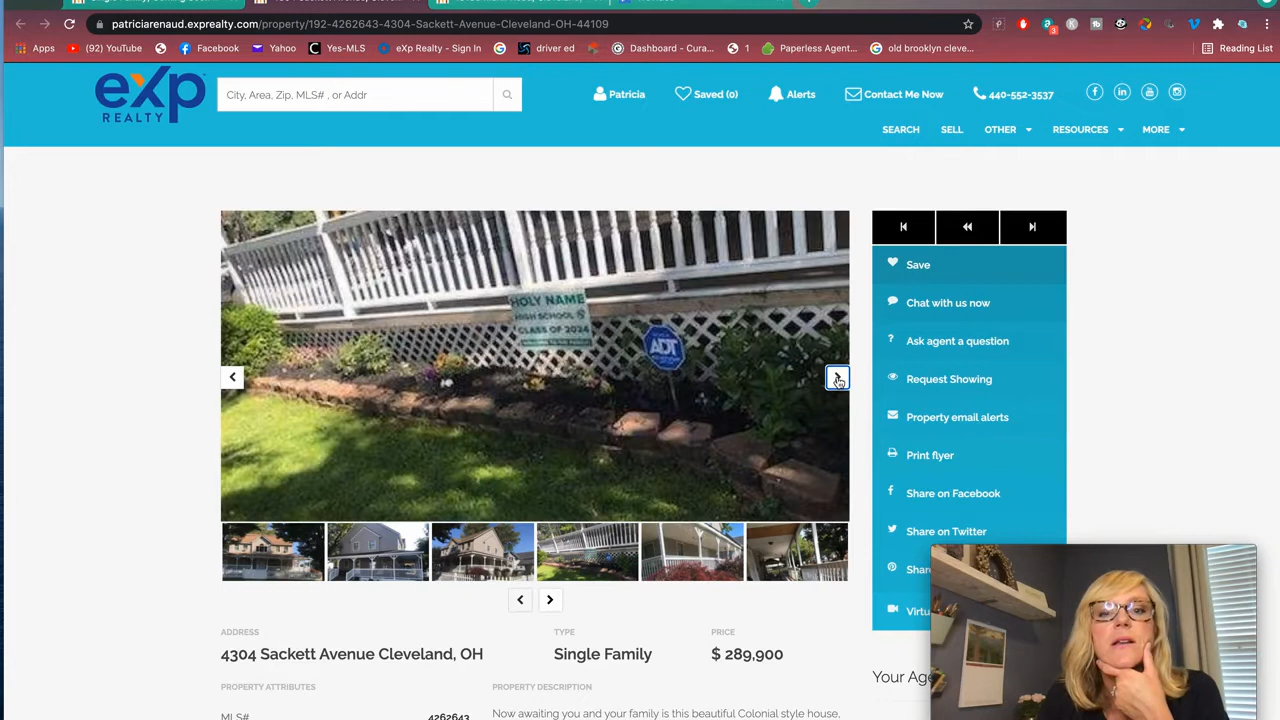 Single Family, Coming Soon
patriciarenaud.exprealty.com/property/192-4262643-4304-Sackett-Avenue-Cleveland-OH-44109
Apps (92) YouTube Facebook Yahoo Yes-MLS eXp Realty - Sign In driver ed Dashboard - Cura... 1 Paperless Agent... old brooklyn cleve... Reading List
eXp REALTY
City, Area, Zip, MLS# , or Addr
Patricia Saved (0) Alerts Contact Me Now 440-552-3537
SEARCH SELL OTHER RESOURCES MORE
HOLY NAME
HIGH SCHOOL
CLASS OF 2024
ADT
Save
Chat with us now
Ask agent a question
Request Showing
Property email alerts
Print flyer
Share on Facebook
Share on Twitter
Shar
Virtu
ADDRESS TYPE PRICE
4304 Sackett Avenue Cleveland, OH Single Family $ 289,900
Your Age
PROPERTY ATTRIBUTES PROPERTY DESCRIPTION
MLS# 4262643 Now awaiting you and your family is this beautiful Colonial style house,